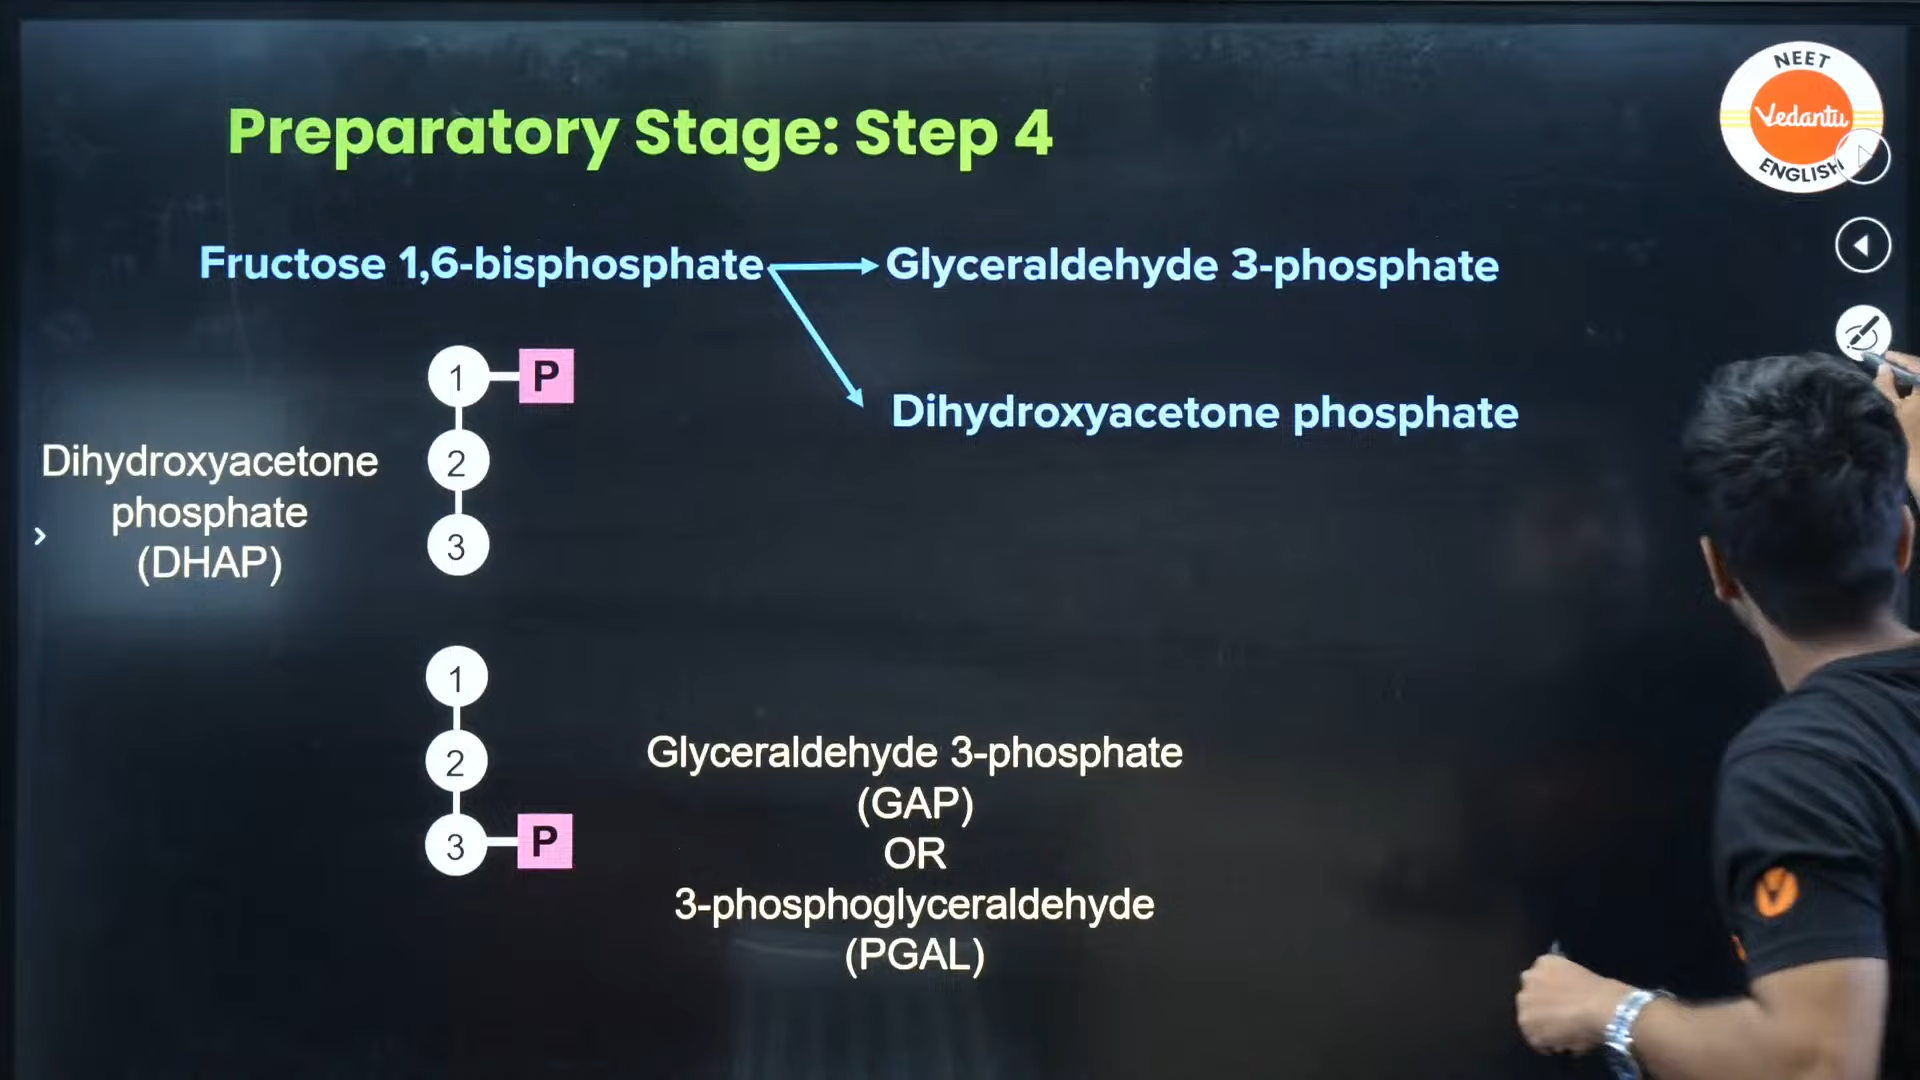 Preparatory Stage: Step 4
NEET
Vedantu
ENGLISH
Fructose 1,6-bisphosphate
Glyceraldehyde 3-phosphate
Dihydroxyacetone phosphate
1
P
2
3
Dihydroxyacetone
phosphate
(DHAP)
1
2
3
P
Glyceraldehyde 3-phosphate
(GAP)
OR
3-phosphoglyceraldehyde
(PGAL)